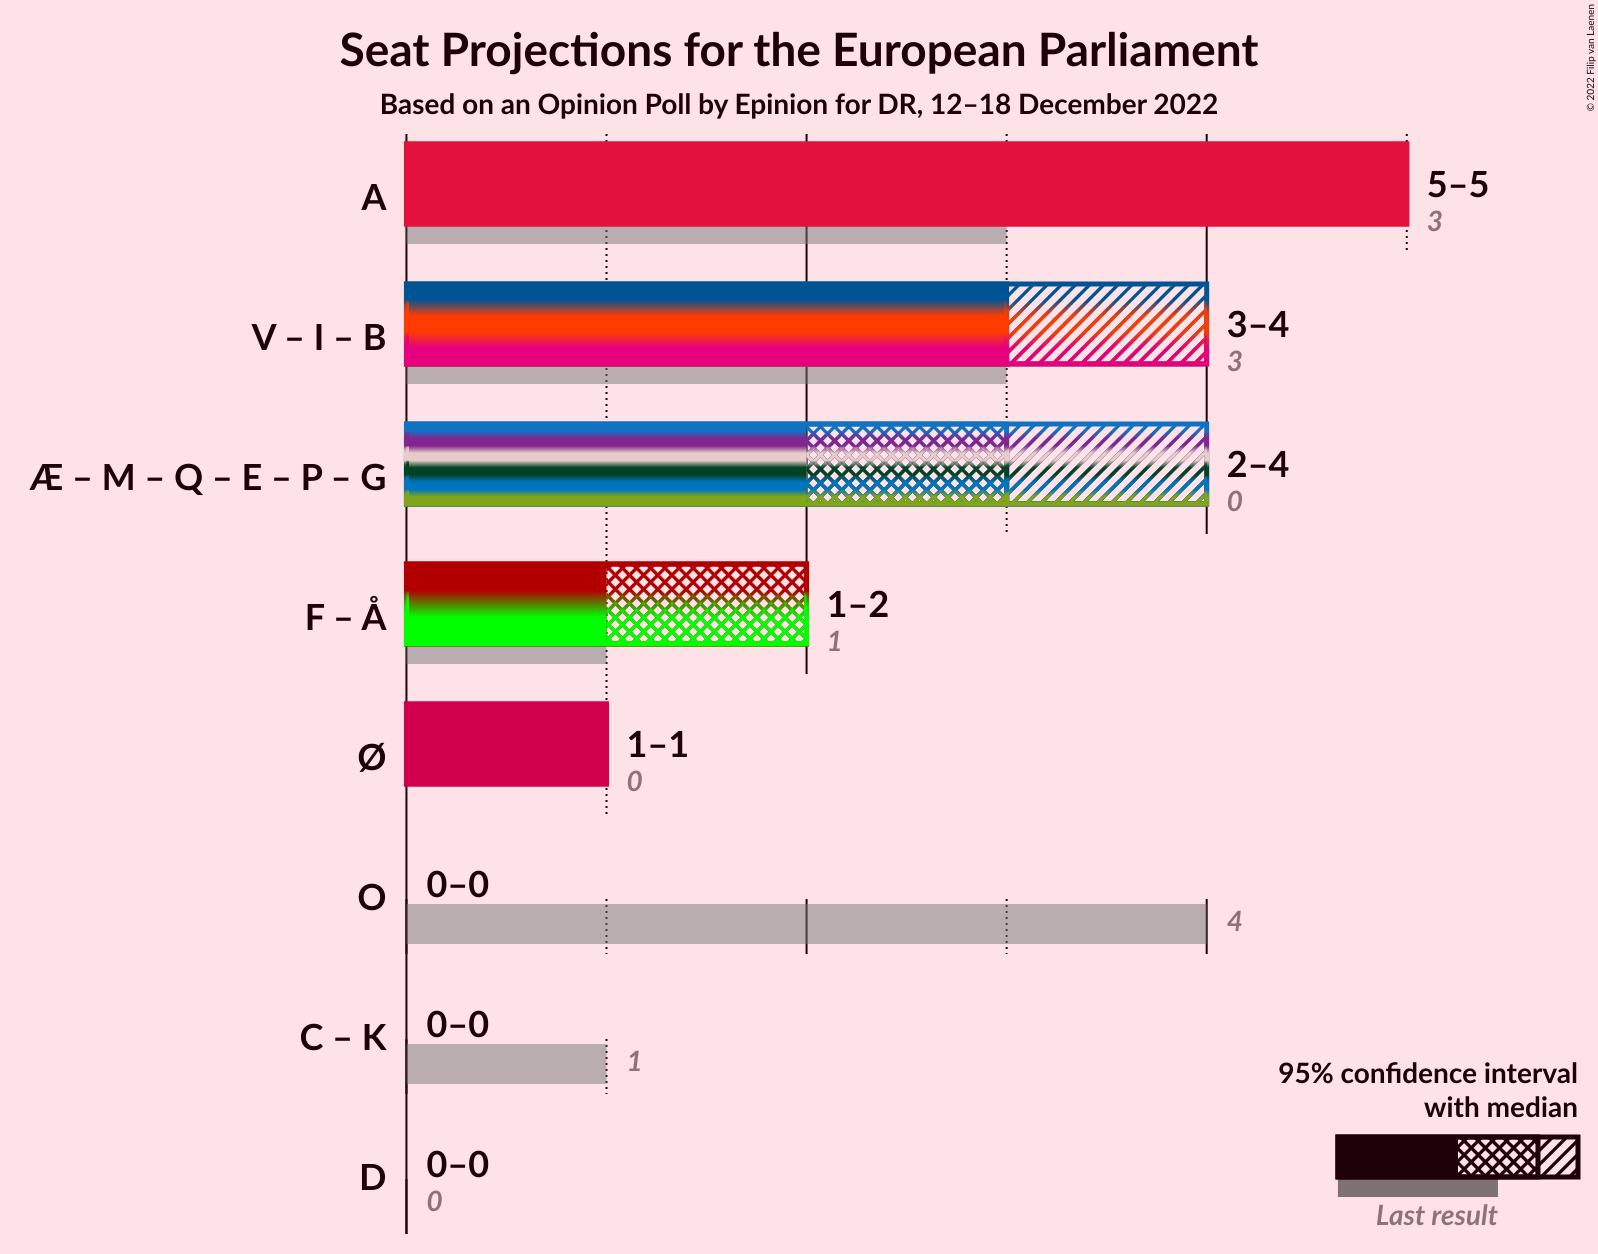 Seat Projections for the European Parliament
Based on an Opinion Poll by Epinion for DR, 12–18 December 2022
© 2022 Filip van Laenen
A
5–5
3
V – I – B
3–4
3
Æ – M – Q – E – P – G
2–4
0
F – Å
1–2
1
Ø
1–1
0
O
0–0
4
C – K
0–0
1
D
0–0
0
95% confidence interval
with median
Last result